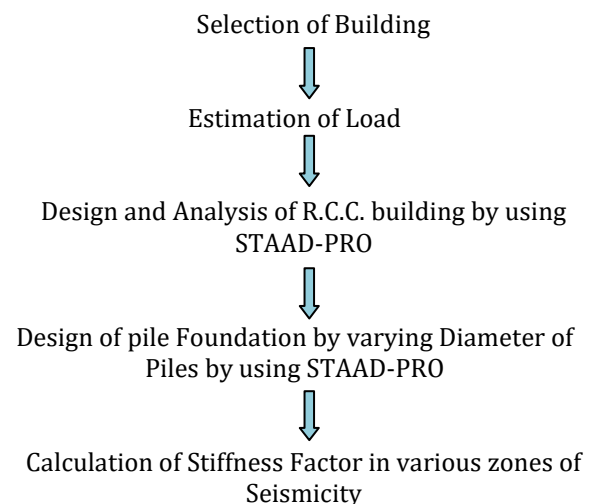 Selection of Building
Estimation of Load
Design and Analysis of R.C.C. building by using
STAAD-PRO
Design of pile Foundation by varying Diameter of
Piles by using STAAD-PRO
Calculation of Stiffness Factor in various zones of
Seismicity